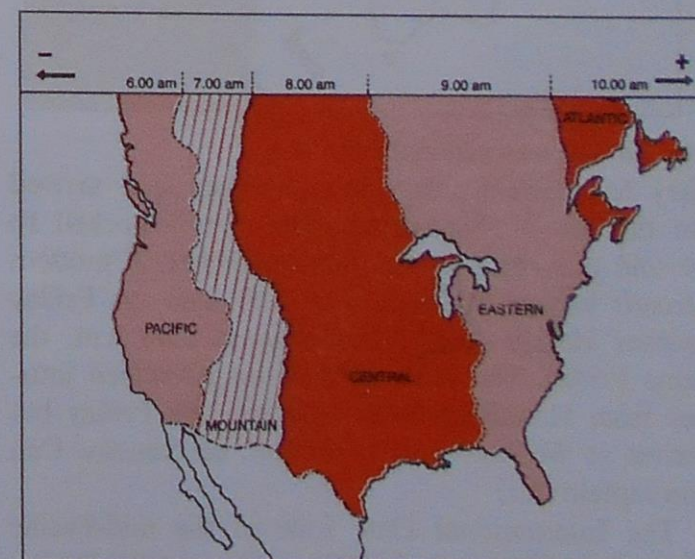 − +
6.00 am 7.00 am 8.00 am 9.00 am 10.00 am
ATLANTIC
EASTERN
PACIFIC
CENTRAL
MOUNTAIN